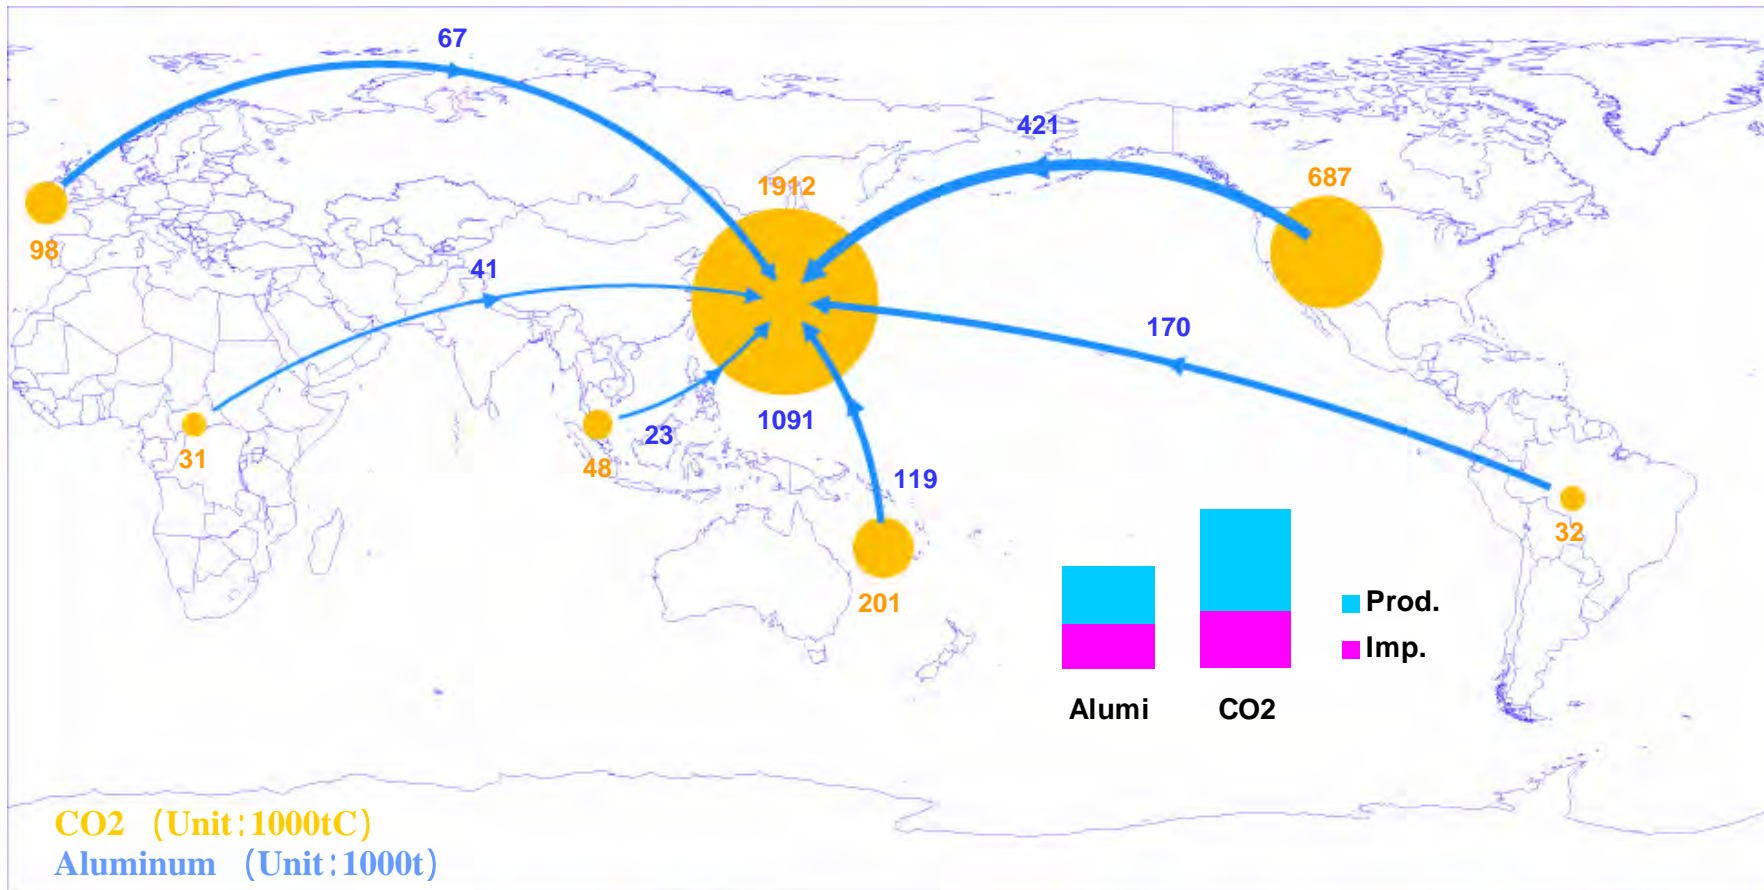 67
421
1912
687
98
41
170
1091
31
23
48
119
32
201
Prod.
Imp.
Alumi CO2
CO2 (Unit:1000tC)
Aluminum (Unit:1000t)